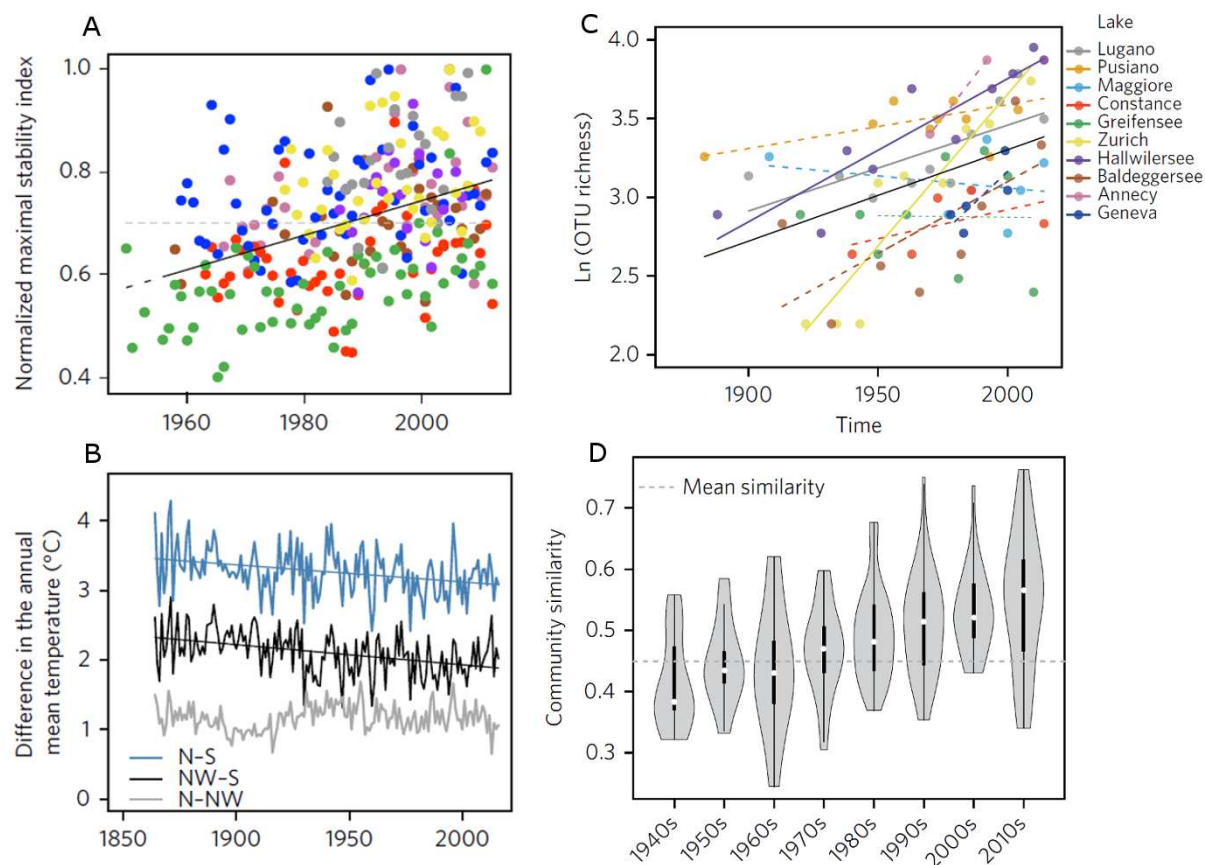 A
Normalized maximal stability index
1.0
0.8
0.6
0.4
1960
1980
2000
B
Difference in the annual
mean temperature (°C)
4
3
2
1
0
N–S
NW–S
N–NW
1850
1900
1950
2000
C
Ln (OTU richness)
4.0
3.5
3.0
2.5
2.0
1900
1950
2000
Time
Lake
Lugano
Pusiano
Maggiore
Constance
Greifensee
Zurich
Hallwilersee
Baldeggersee
Annecy
Geneva
D
Mean similarity
Community similarity
0.7
0.6
0.5
0.4
0.3
1940s
1950s
1960s
1970s
1980s
1990s
2000s
2010s